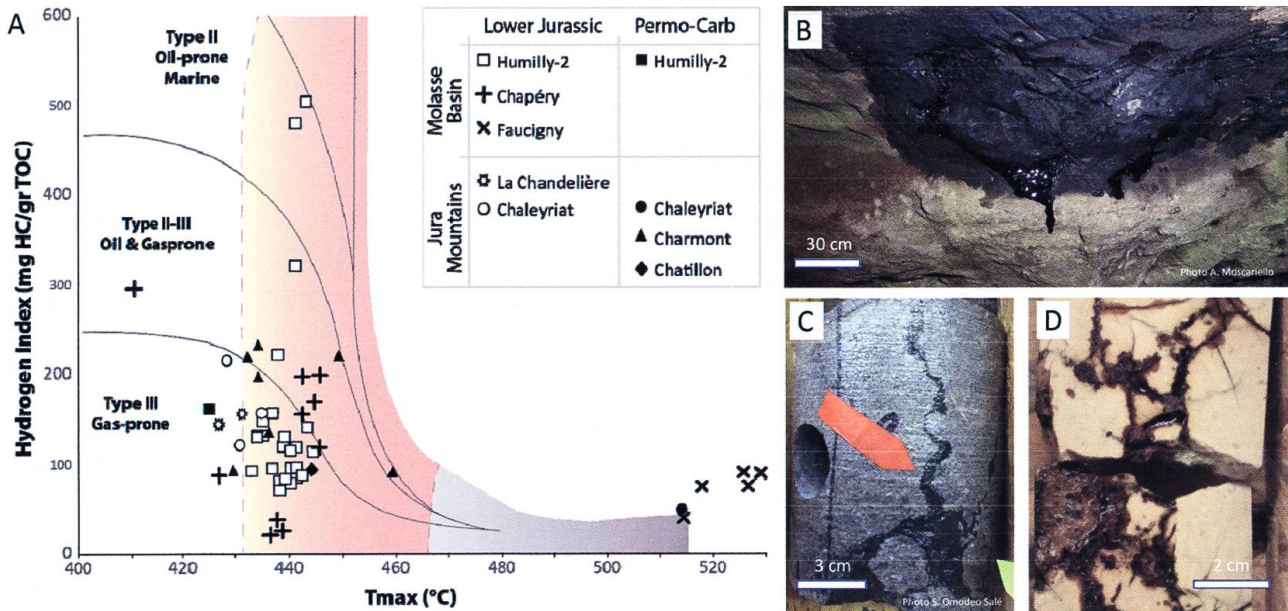 A
600
500
400
300
200
100
0
Hydrogen Index (mg HC/gr TOC)
Type II
Oil-prone
Marine
Type II-III
Oil & Gasprone
Type III
Gas-prone
400
420
440
460
480
500
520
Tmax (°C)
Lower Jurassic
Permo-Carb
Molasse
Basin
Humilly-2
Humilly-2
Chapéry
Faucigny
Jura
Mountains
La Chandelière
Chaleyriat
Chaleyriat
Charmont
Chatillon
B
30 cm
Photo A. Moscariello
C
3 cm
Photo S. Omodeo Salé
D
2 cm